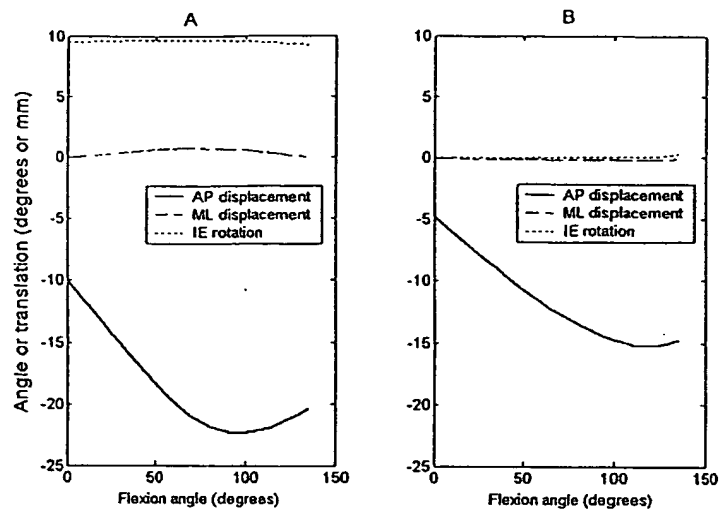 A
Angle or translation (degrees or mm)
10
5
0
-5
-10
-15
-20
-25
AP displacement
ML displacement
IE rotation
0
50
100
150
Flexion angle (degrees)
B
10
5
0
-5
-10
-15
-20
-25
AP displacement
ML displacement
IE rotation
0
50
100
150
Flexion angle (degrees)